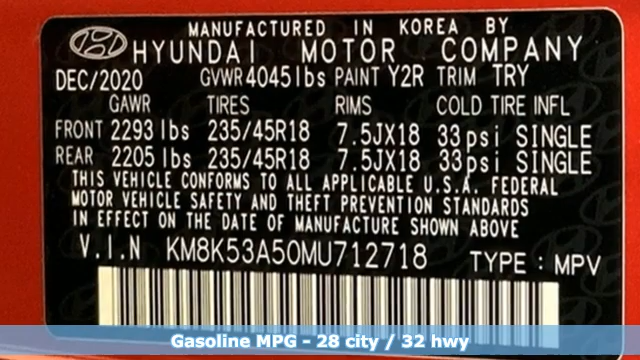 MANUFACTURED IN KOREA BY
HYUNDAI MOTOR COMPANY
DEC/2020 GVWR 4045 lbs PAINT Y2R TRIM TRY
GAWR TIRES RIMS COLD TIRE INFL
FRONT 2293 lbs 235/45R18 7.5JX18 33psi SINGLE
REAR 2205 lbs 235/45R18 7.5JX18 33psi SINGLE
THIS VEHICLE CONFORMS TO ALL APPLICABLE U.S.A. FEDERAL
MOTOR VEHICLE SAFETY AND THEFT PREVENTION STANDARDS
IN EFFECT ON THE DATE OF MANUFACTURE SHOWN ABOVE
V.I.N KM8K53A50MU712718 TYPE : MPV
Gasoline MPG - 28 city / 32 hwy